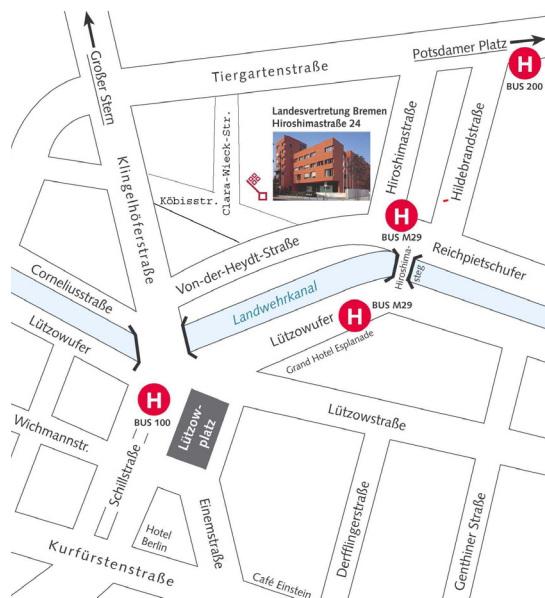 Großer Stern
Potsdamer Platz
H
BUS 200
Tiergartenstraße
Landesvertretung Bremen
Hiroshimastraße 24
Hiroshimastraße
Hildebrandstraße
Klingelhöferstraße
Clara-Wieck-Str.
Köbisstr.
H
BUS M29
Von-der-Heydt-Straße
Hiroshima-
steg
Reichpietschufer
Corneliusstraße
Landwehrkanal
Lützowufer
Lützowufer
H
BUS M29
Grand Hotel Esplanade
H
BUS 100
Lützow-
platz
Lützowstraße
Wichmannstr.
Schillstraße
Einemstraße
Hotel
Berlin
Derfflingerstraße
Genthiner Straße
Kurfürstenstraße
Café Einstein